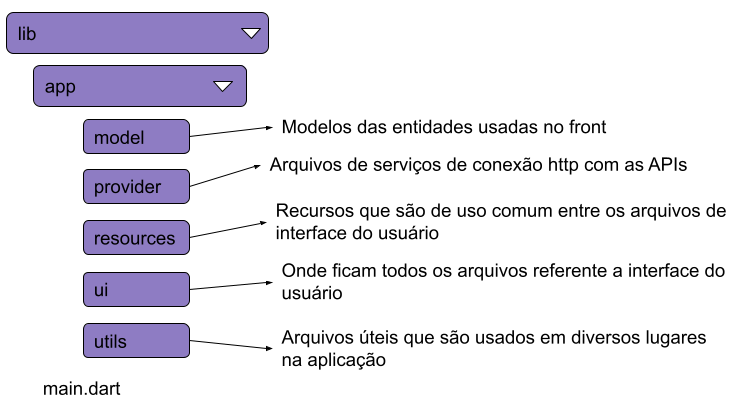 lib
app
model
Modelos das entidades usadas no front
provider
Arquivos de serviços de conexão http com as APIs
resources
Recursos que são de uso comum entre os arquivos de
interface do usuário
ui
Onde ficam todos os arquivos referente a interface do
usuário
utils
Arquivos úteis que são usados em diversos lugares
na aplicação
main.dart